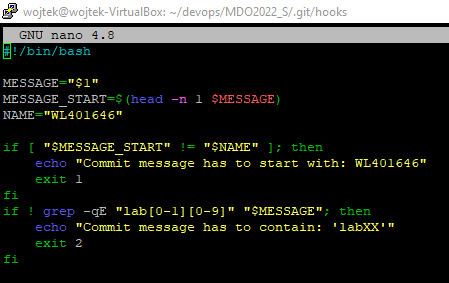 wojtek@wojtek-VirtualBox: ~/devops/MDO2022_S/.git/hooks
GNU nano 4.8
#!/bin/bash
MESSAGE="$1"
MESSAGE_START=$(head -n 1 $MESSAGE)
NAME="WL401646"
if [ "$MESSAGE_START" != "$NAME" ]; then
    echo "Commit message has to start with: WL401646"
    exit 1
fi
if ! grep -qE "lab[0-1][0-9]" "$MESSAGE"; then
    echo "Commit message has to contain: 'labXX'"
    exit 2
fi